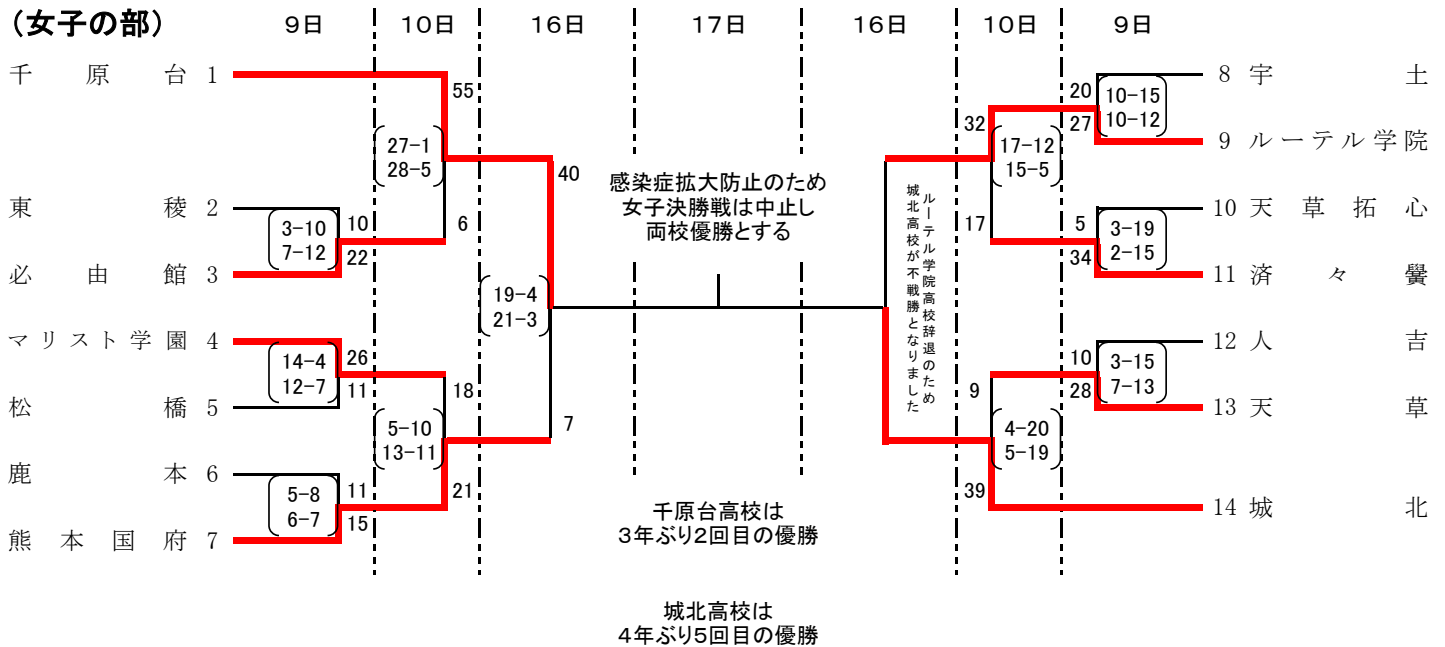 (女子の部)
9日 10日 16日 17日 16日 10日 9日
千原台 1
55
27-1
28-5
40
東稜 2
3-10
7-12
10
22
6
必由館 3
19-4
21-3
マリスト学園 4
14-4
12-7
26
11
18
松橋 5
5-10
13-11
7
鹿本 6
5-8
6-7
11
15
21
熊本国府 7
感染症拡大防止のため
女子決勝戦は中止し
両校優勝とする
千原台高校は
3年ぶり2回目の優勝
城北高校は
4年ぶり5回目の優勝
ルーテル学院高校辞退のため
城北高校が不戦勝となりました
8 宇土
20
27
10-15
10-12
32
9 ルーテル学院
17-12
15-5
10 天草拓心
17
5
34
3-19
2-15
11 済々黌
12 人吉
10
28
3-15
7-13
9
13 天草
4-20
5-19
39
14 城北